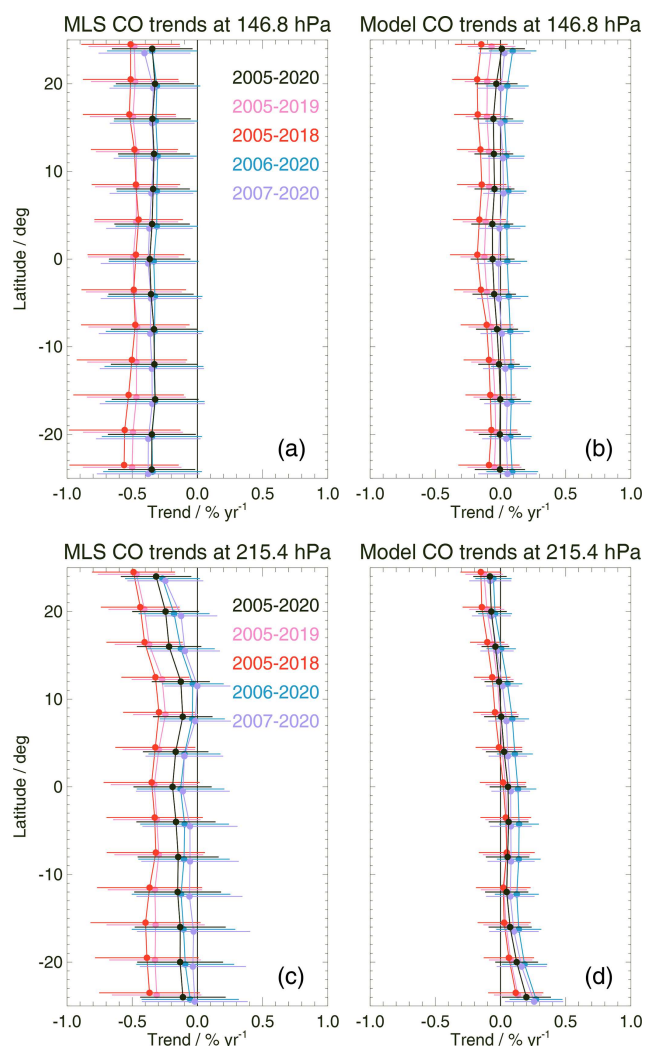 MLS CO trends at 146.8 hPa
Model CO trends at 146.8 hPa
20
10
0
-10
-20
Latitude / deg
2005-2020
2005-2019
2005-2018
2006-2020
2007-2020
(a)
(b)
-1.0 -0.5 0.0 0.5 1.0
-1.0 -0.5 0.0 0.5 1.0
Trend / % yr⁻¹
Trend / % yr⁻¹
MLS CO trends at 215.4 hPa
Model CO trends at 215.4 hPa
20
10
0
-10
-20
Latitude / deg
2005-2020
2005-2019
2005-2018
2006-2020
2007-2020
(c)
(d)
-1.0 -0.5 0.0 0.5 1.0
-1.0 -0.5 0.0 0.5 1.0
Trend / % yr⁻¹
Trend / % yr⁻¹